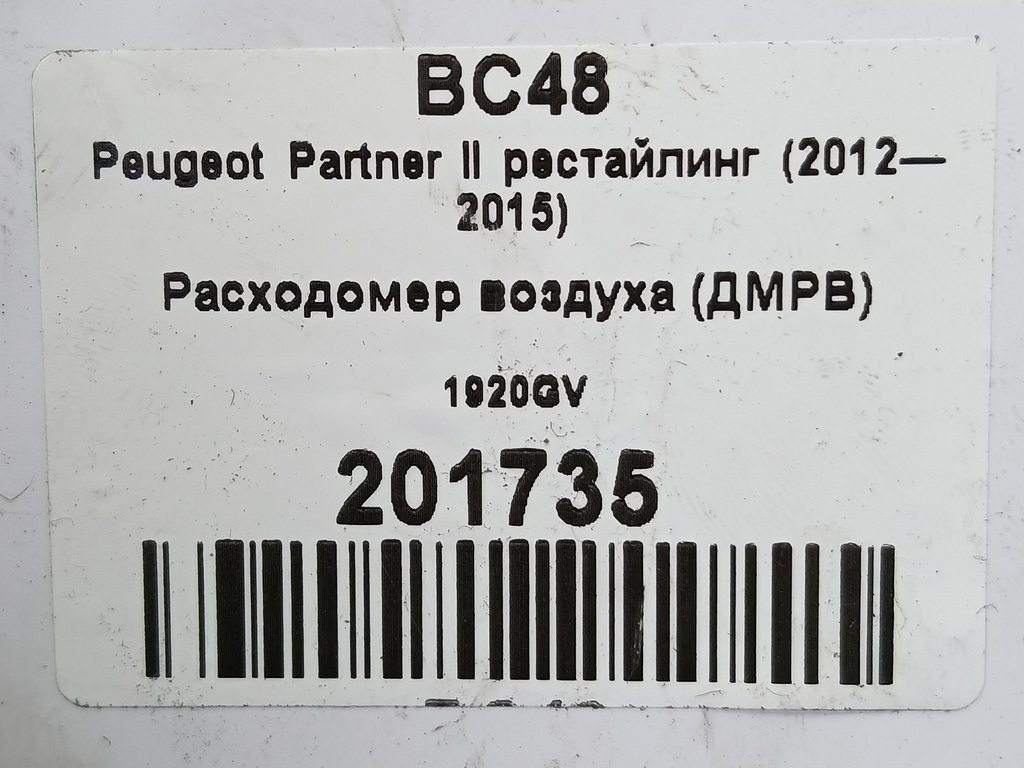 BC48
Peugeot Partner II рестайлинг (2012—
2015)
Расходомер воздуха (ДМРВ)
1920GV
201735